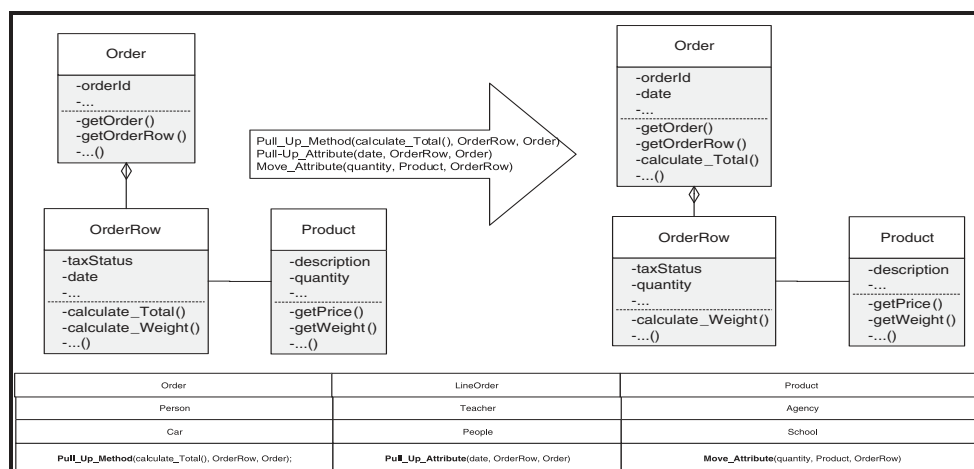 Order
-orderId
-...
-getOrder()
-getOrderRow()
-...()
OrderRow
-taxStatus
-date
-...
-calculate_Total()
-calculate_Weight()
-...()
Product
-description
-quantity
-...
-getPrice()
-getWeight()
-...()
Pull_Up_Method(calculate_Total(), OrderRow, Order)
Pull-Up_Attribute(date, OrderRow, Order)
Move_Attribute(quantity, Product, OrderRow)
Order
-orderId
-date
-...
-getOrder()
-getOrderRow()
-calculate_Total()
-...()
OrderRow
-taxStatus
-quantity
-...
-calculate_Weight()
-...()
Product
-description
-...
-getPrice()
-getWeight()
-...()
Order LineOrder Product
Person Teacher Agency
Car People School
Pull_Up_Method(calculate_Total(), OrderRow, Order); Pull_Up_Attribute(date, OrderRow, Order) Move_Attribute(quantity, Product, OrderRow)